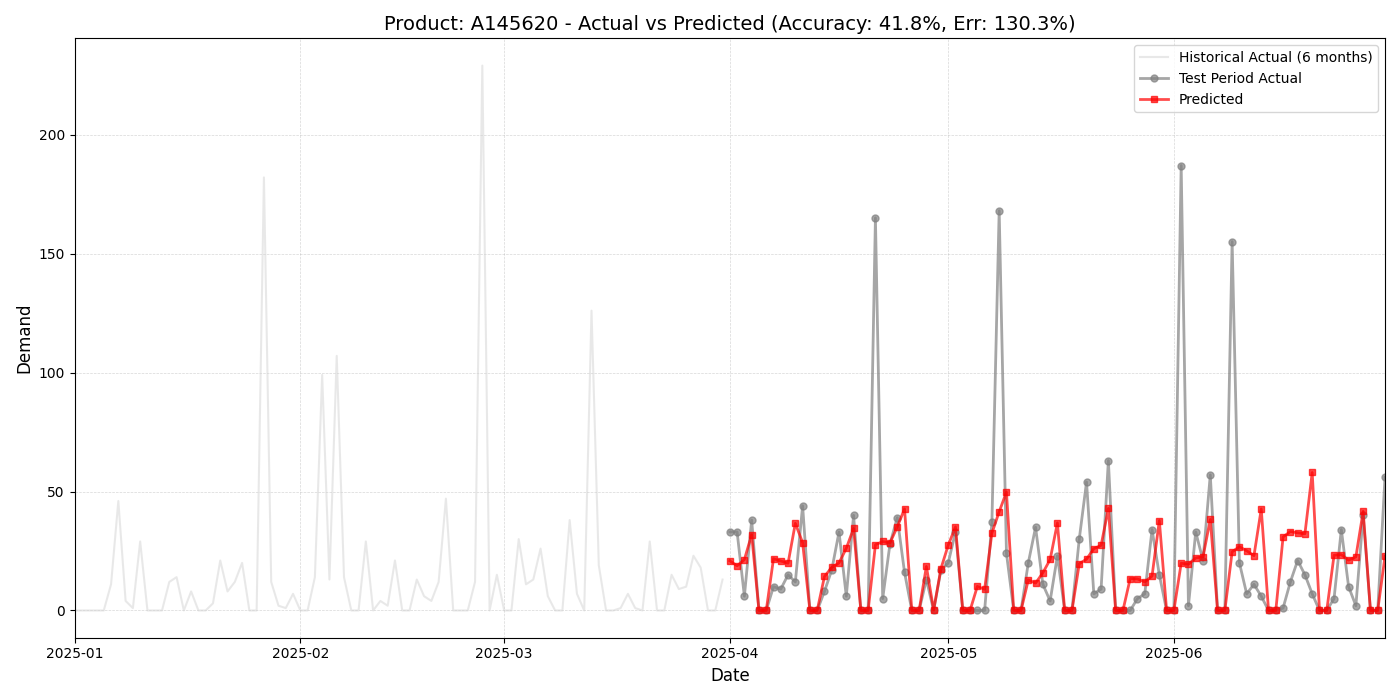 Product: A145620 - Actual vs Predicted (Accuracy: 41.8%, Err: 130.3%)
Historical Actual (6 months)
Test Period Actual
Predicted
Demand
200
150
100
50
0
2025-01
2025-02
2025-03
2025-04
2025-05
2025-06
Date